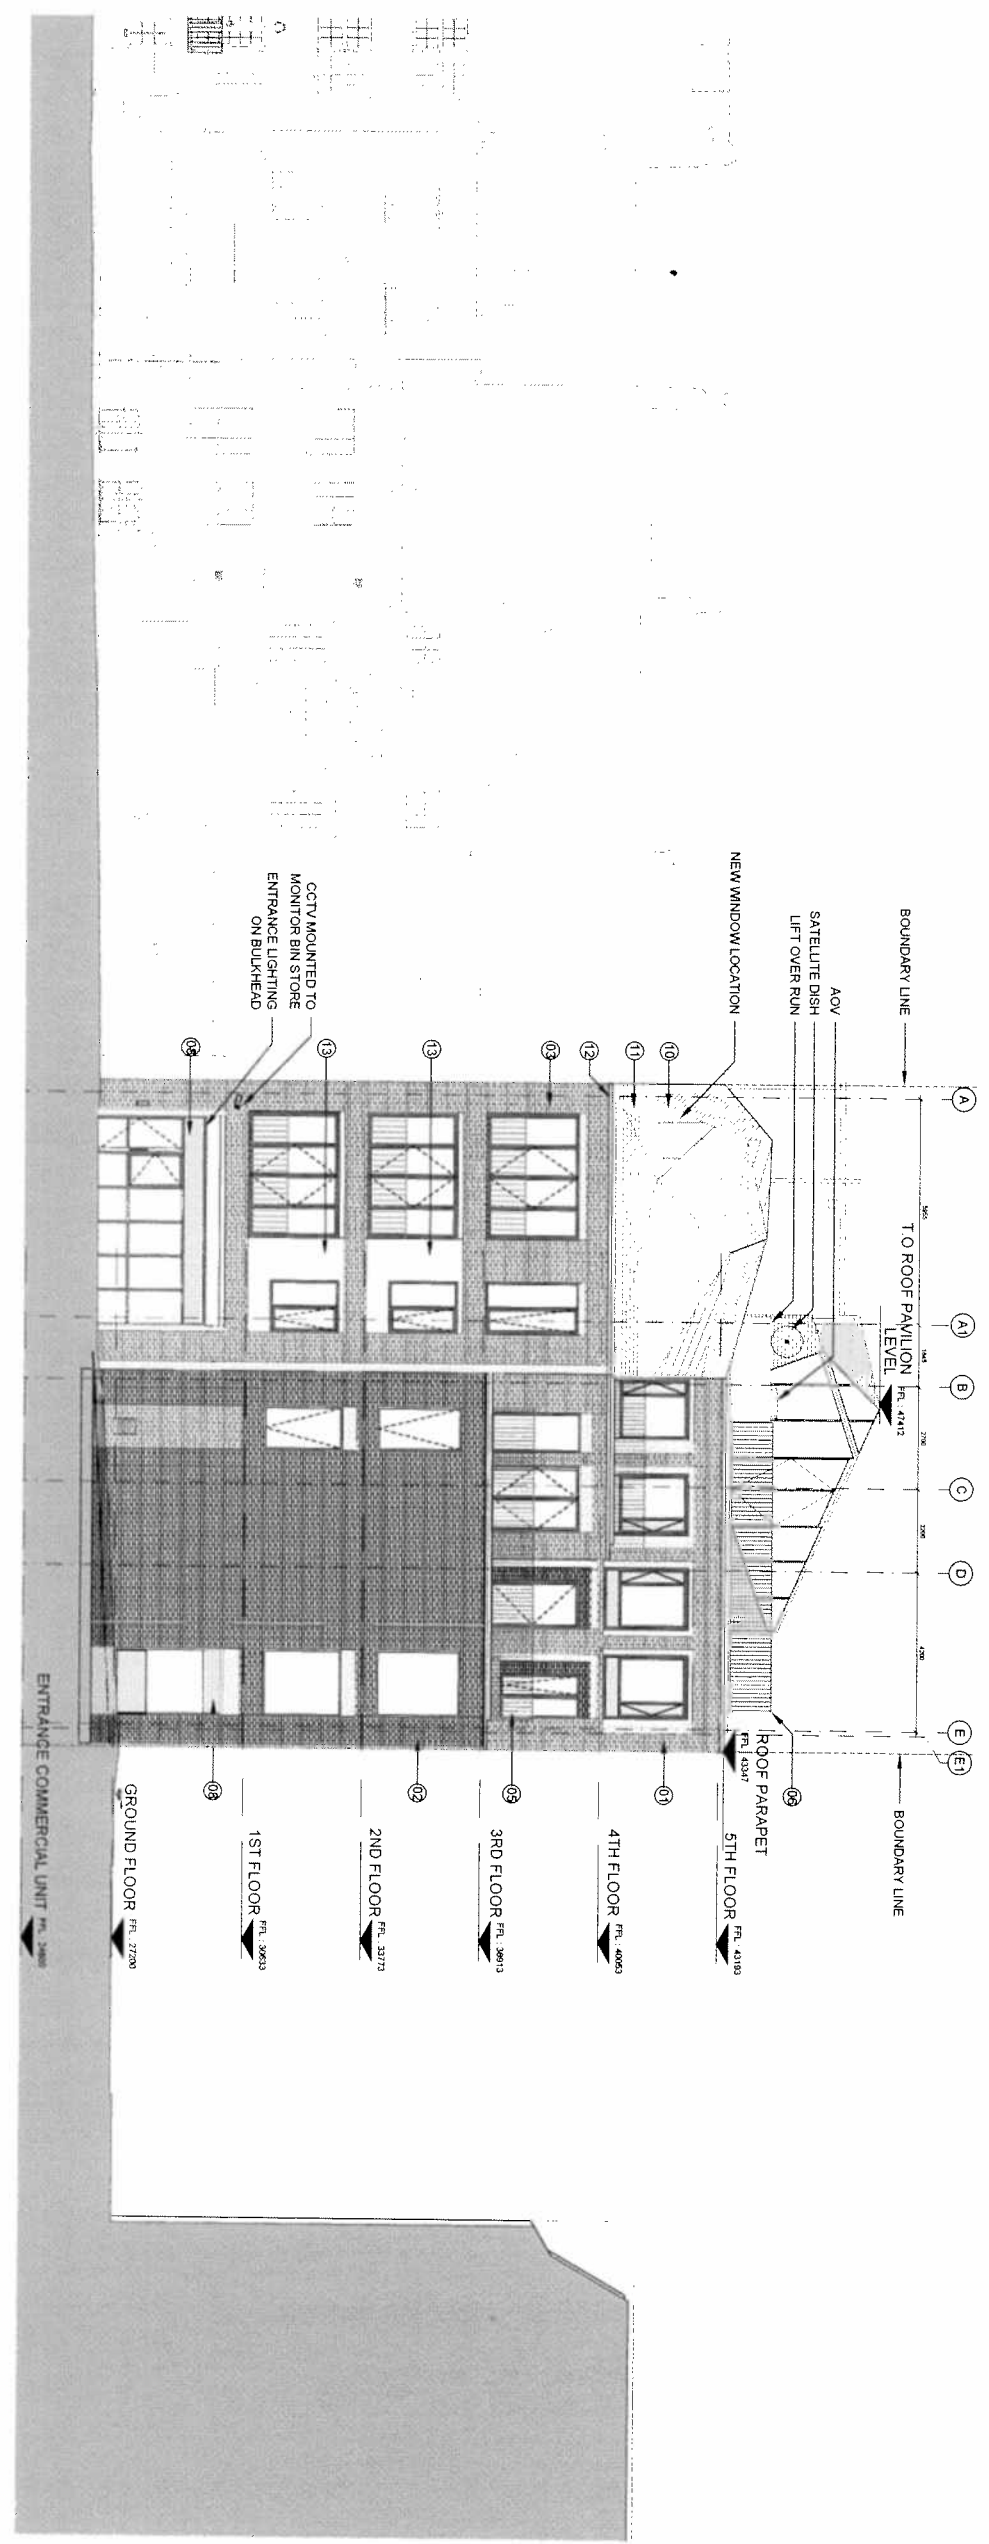 BOUNDARY LINE
AOV
SATELLITE DISH
LIFT OVER RUN
NEW WINDOW LOCATION
CCTV MOUNTED TO
MONITOR BIN STORE
ENTRANCE LIGHTING
ON BULKHEAD
A
A1
B
C
D
E
E1
2700
4200
T.O ROOF PAVILION
LEVEL
FFL : 47412
10
11
12
03
13
13
06
01
05
02
08
ROOF PARAPET
FFL : 43347
BOUNDARY LINE
5TH FLOOR FFL : 43193
4TH FLOOR FFL : 40053
3RD FLOOR FFL : 36913
2ND FLOOR FFL : 33773
1ST FLOOR FFL : 30633
GROUND FLOOR FFL : 27200
ENTRANCE COMMERCIAL UNIT